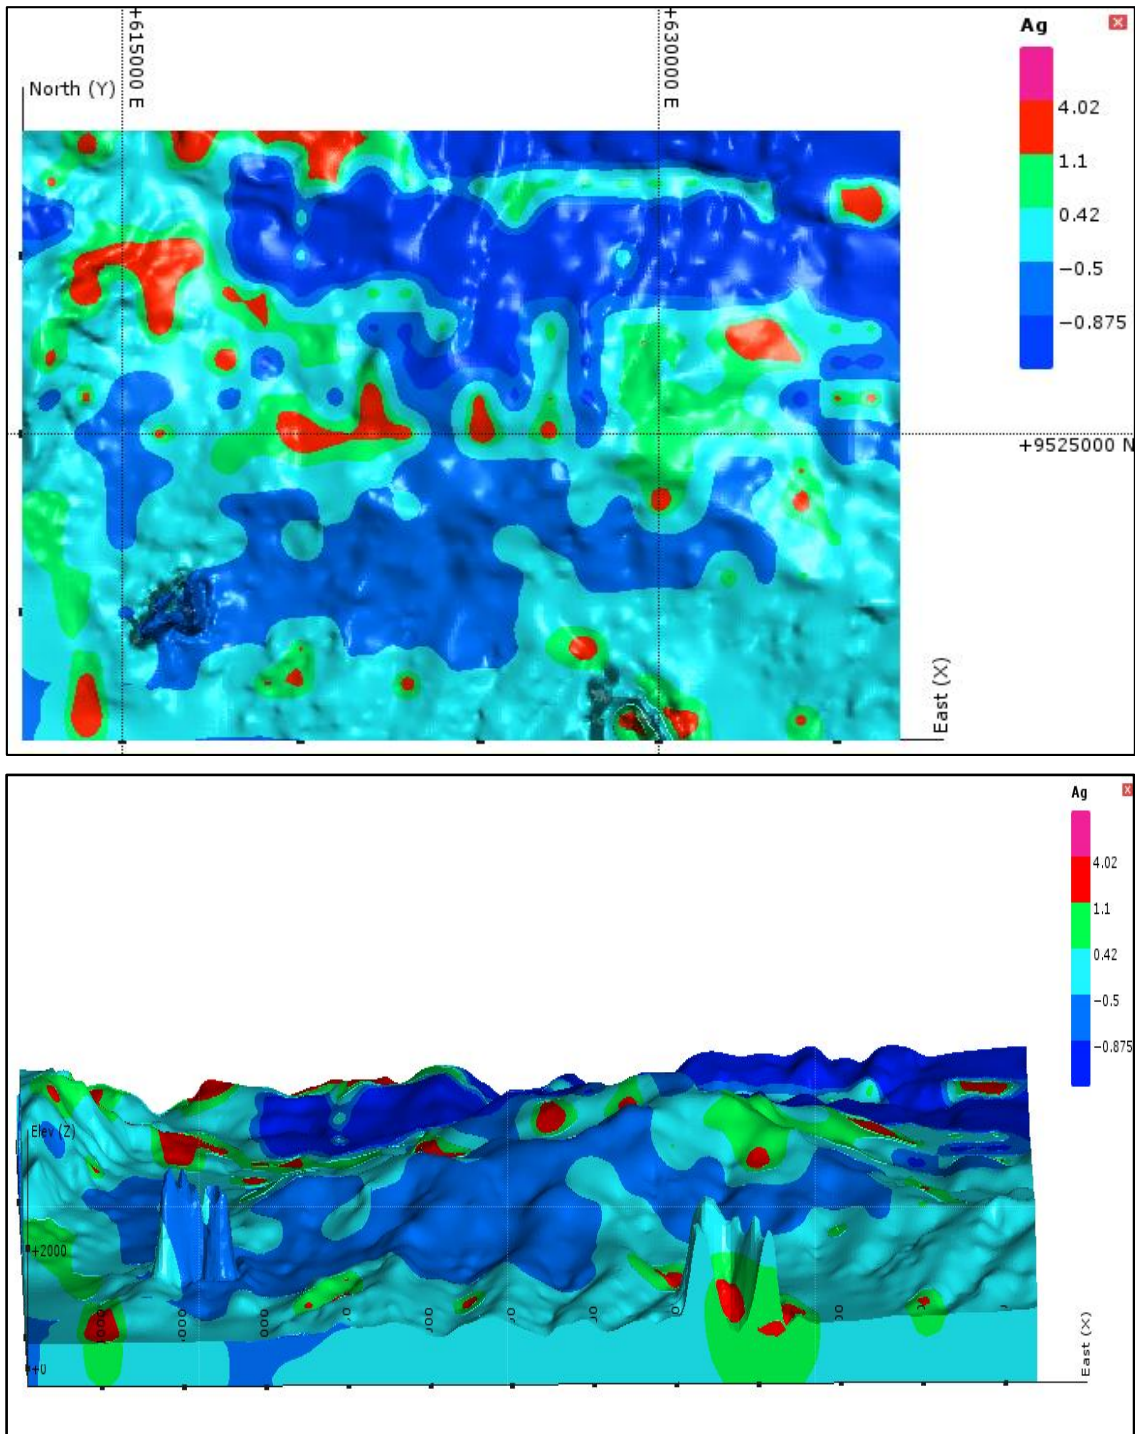 +615000 E
+630000 E
Ag
North (Y)
4.02
1.1
0.42
−0.5
−0.875
+9525000 N
East (X)
Ag
4.02
1.1
0.42
−0.5
−0.875
Elev (Z)
+2000
+0
East (X)